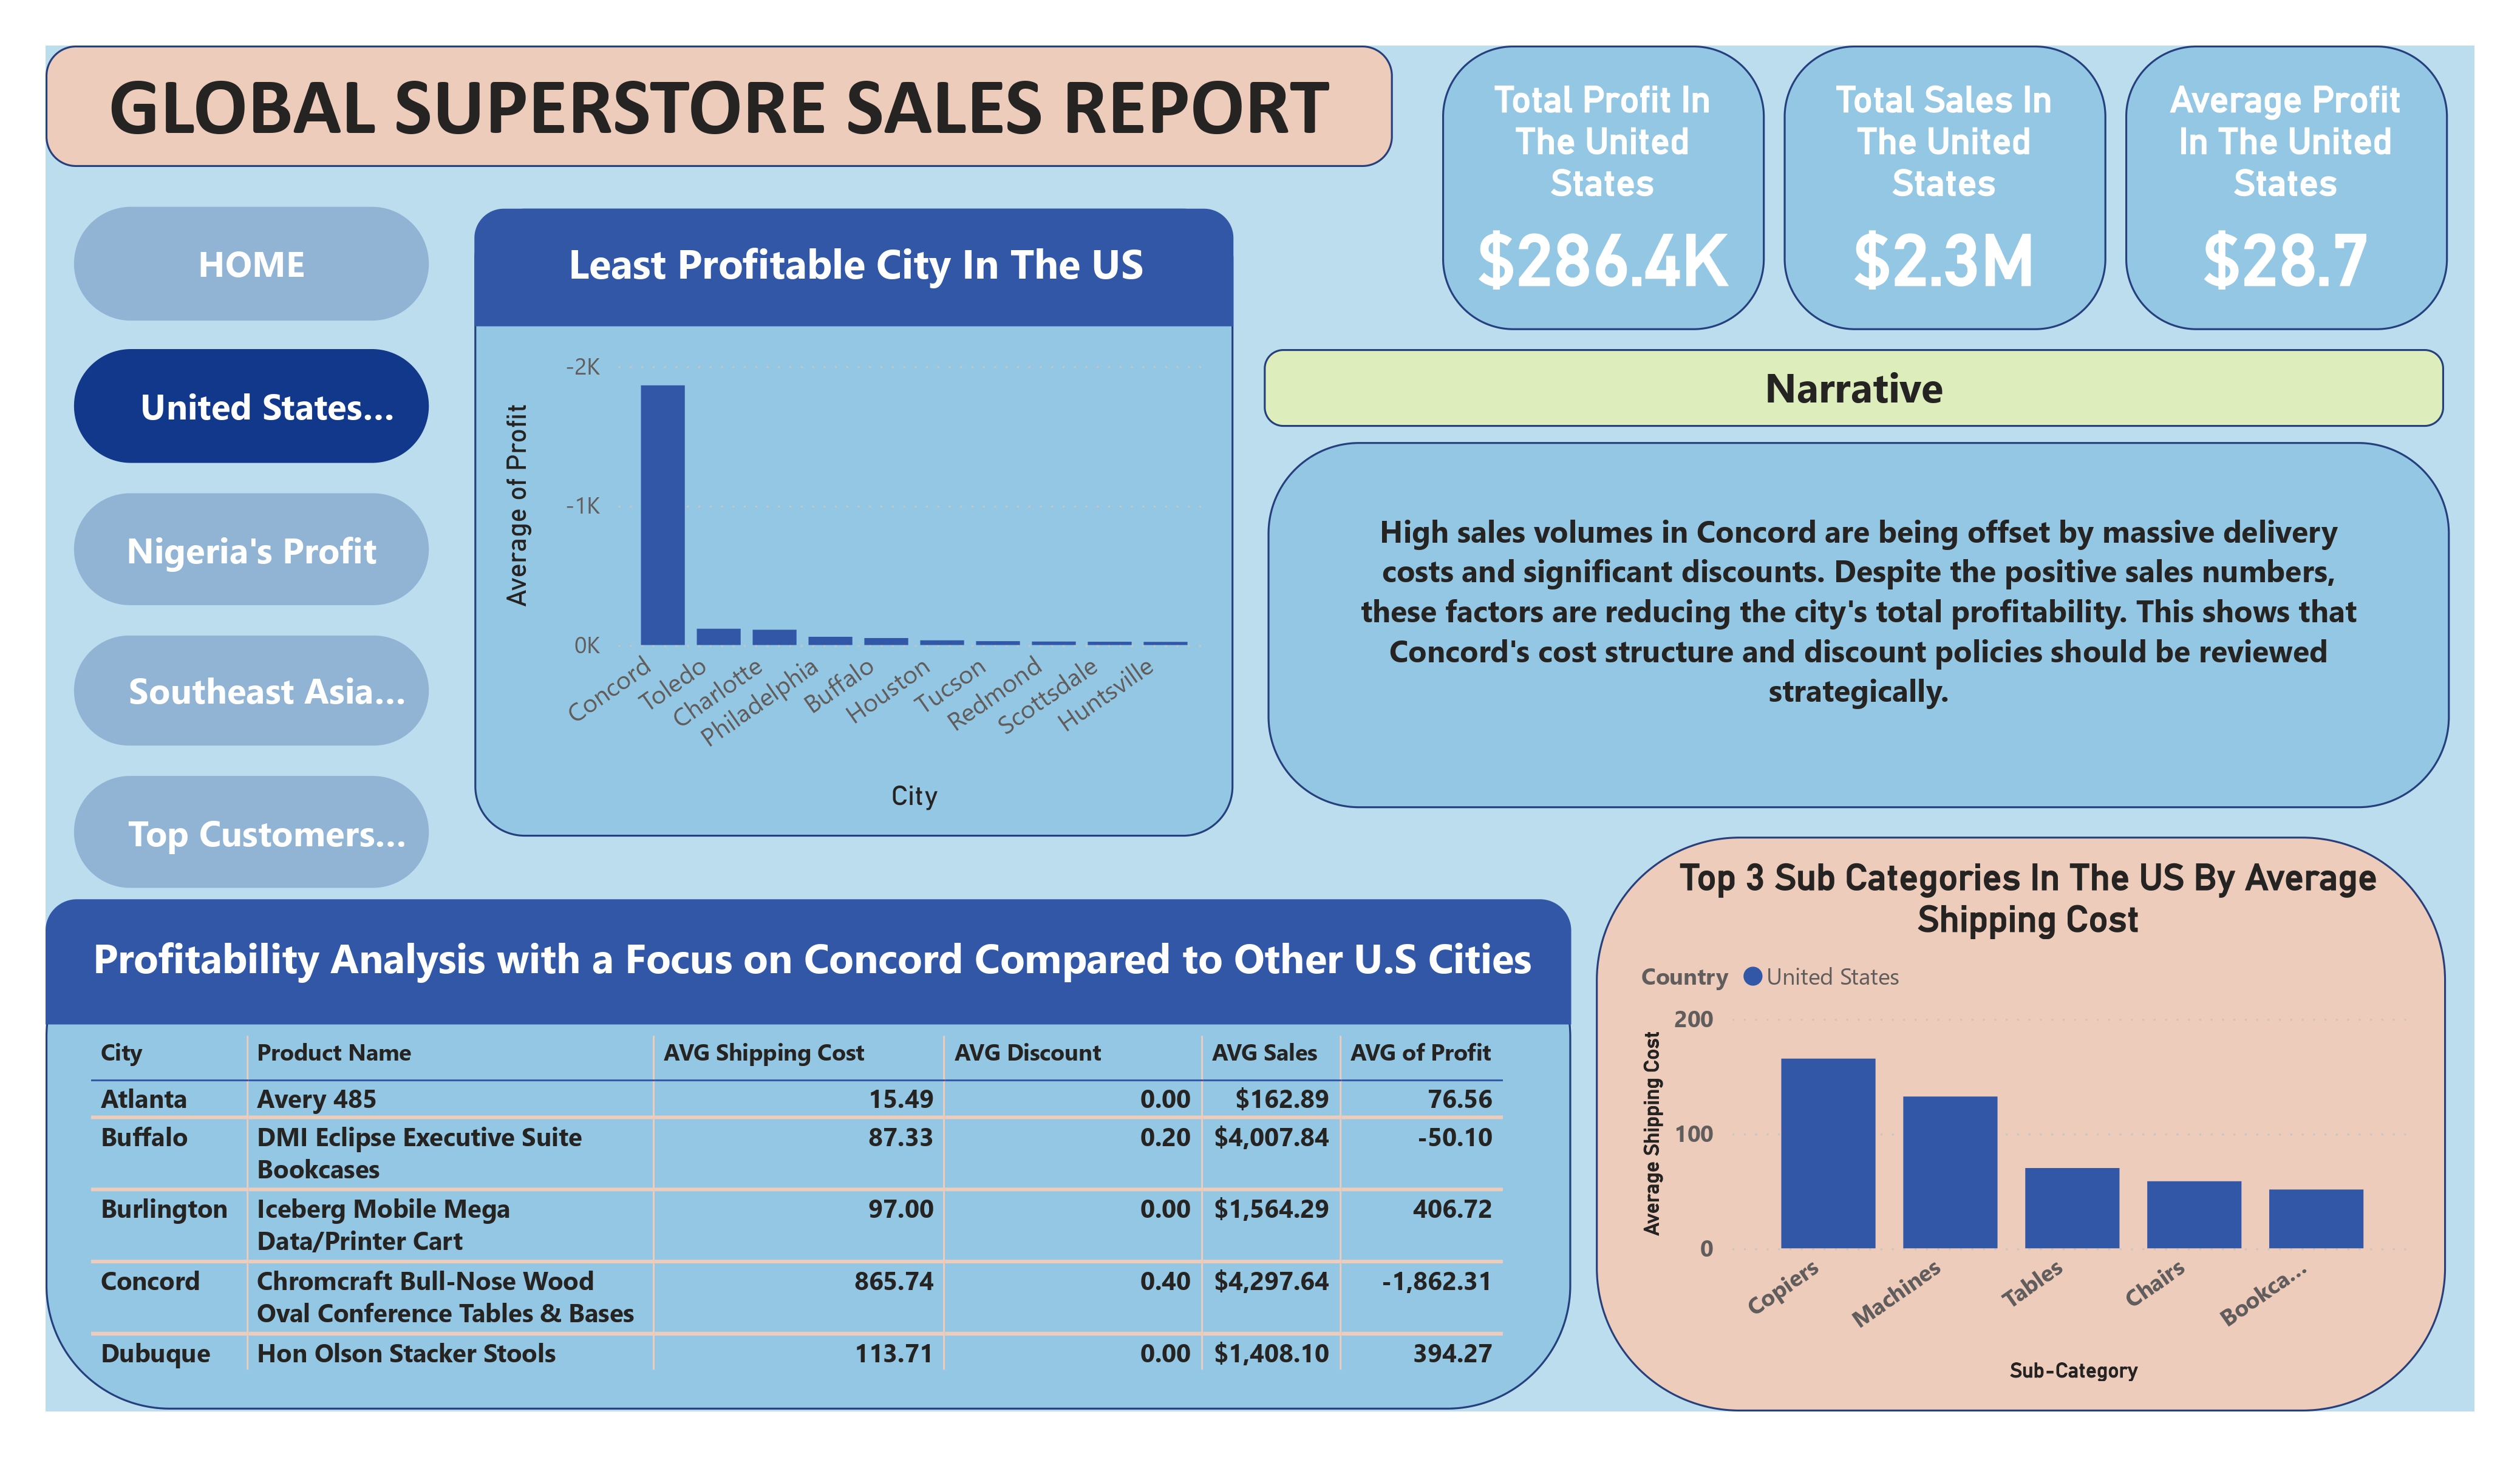 GLOBAL SUPERSTORE SALES REPORT
Total Profit In
The United
States
$286.4K
Total Sales In
The United
States
$2.3M
Average Profit
In The United
States
$28.7
HOME
United States...
Nigeria's Profit
Southeast Asia...
Top Customers...
Least Profitable City In The US
Average of Profit
-2K
-1K
0K
Concord
Toledo
Charlotte
Philadelphia
Buffalo
Houston
Tucson
Redmond
Scottsdale
Huntsville
City
Narrative
High sales volumes in Concord are being offset by massive delivery
costs and significant discounts. Despite the positive sales numbers,
these factors are reducing the city's total profitability. This shows that
Concord's cost structure and discount policies should be reviewed
strategically.
Profitability Analysis with a Focus on Concord Compared to Other U.S Cities
City Product Name AVG Shipping Cost AVG Discount AVG Sales AVG of Profit
Atlanta Avery 485 15.49 0.00 $162.89 76.56
Buffalo DMI Eclipse Executive Suite 87.33 0.20 $4,007.84 -50.10
Bookcases
Burlington Iceberg Mobile Mega 97.00 0.00 $1,564.29 406.72
Data/Printer Cart
Concord Chromcraft Bull-Nose Wood 865.74 0.40 $4,297.64 -1,862.31
Oval Conference Tables & Bases
Dubuque Hon Olson Stacker Stools 113.71 0.00 $1,408.10 394.27
Top 3 Sub Categories In The US By Average
Shipping Cost
Country United States
Average Shipping Cost
200
100
0
Copiers
Machines
Tables
Chairs
Bookca...
Sub-Category